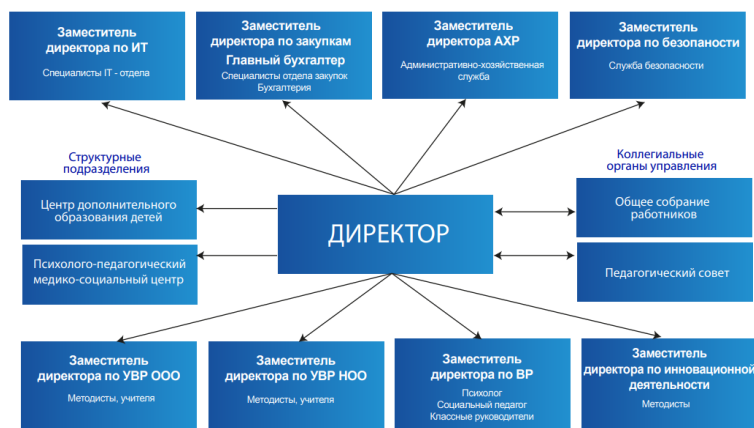 Заместитель
директора по ИТ
Специалисты IT - отдела
Заместитель
директора по закупкам
Главный бухгалтер
Специалисты отдела закупок
Бухгалтерия
Заместитель
директора АХР
Административно-хозяйственная
служба
Заместитель
директора по безопаности
Служба безопасности
Структурные
подразделения
Коллегиальные
органы управления
Центр дополнительного
образования детей
ДИРЕКТОР
Общее собрание
работников
Психолого-педагогический
медико-социальный центр
Педагогический совет
Заместитель
директора по УВР ООО
Методисты, учителя
Заместитель
директора по УВР НОО
Методисты, учителя
Заместитель
директора по ВР
Психолог
Социальный педагог
Классные руководители
Заместитель
директора по инновационной
деятельности
Методисты